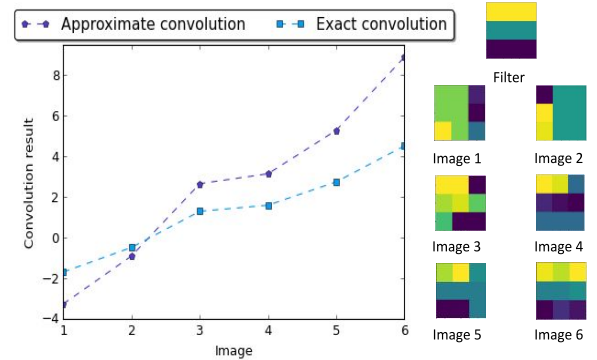 Approximate convolution
Exact convolution
Convolution result
8
6
4
2
0
−2
−4
1
2
3
4
5
6
Image
Filter
Image 1
Image 2
Image 3
Image 4
Image 5
Image 6